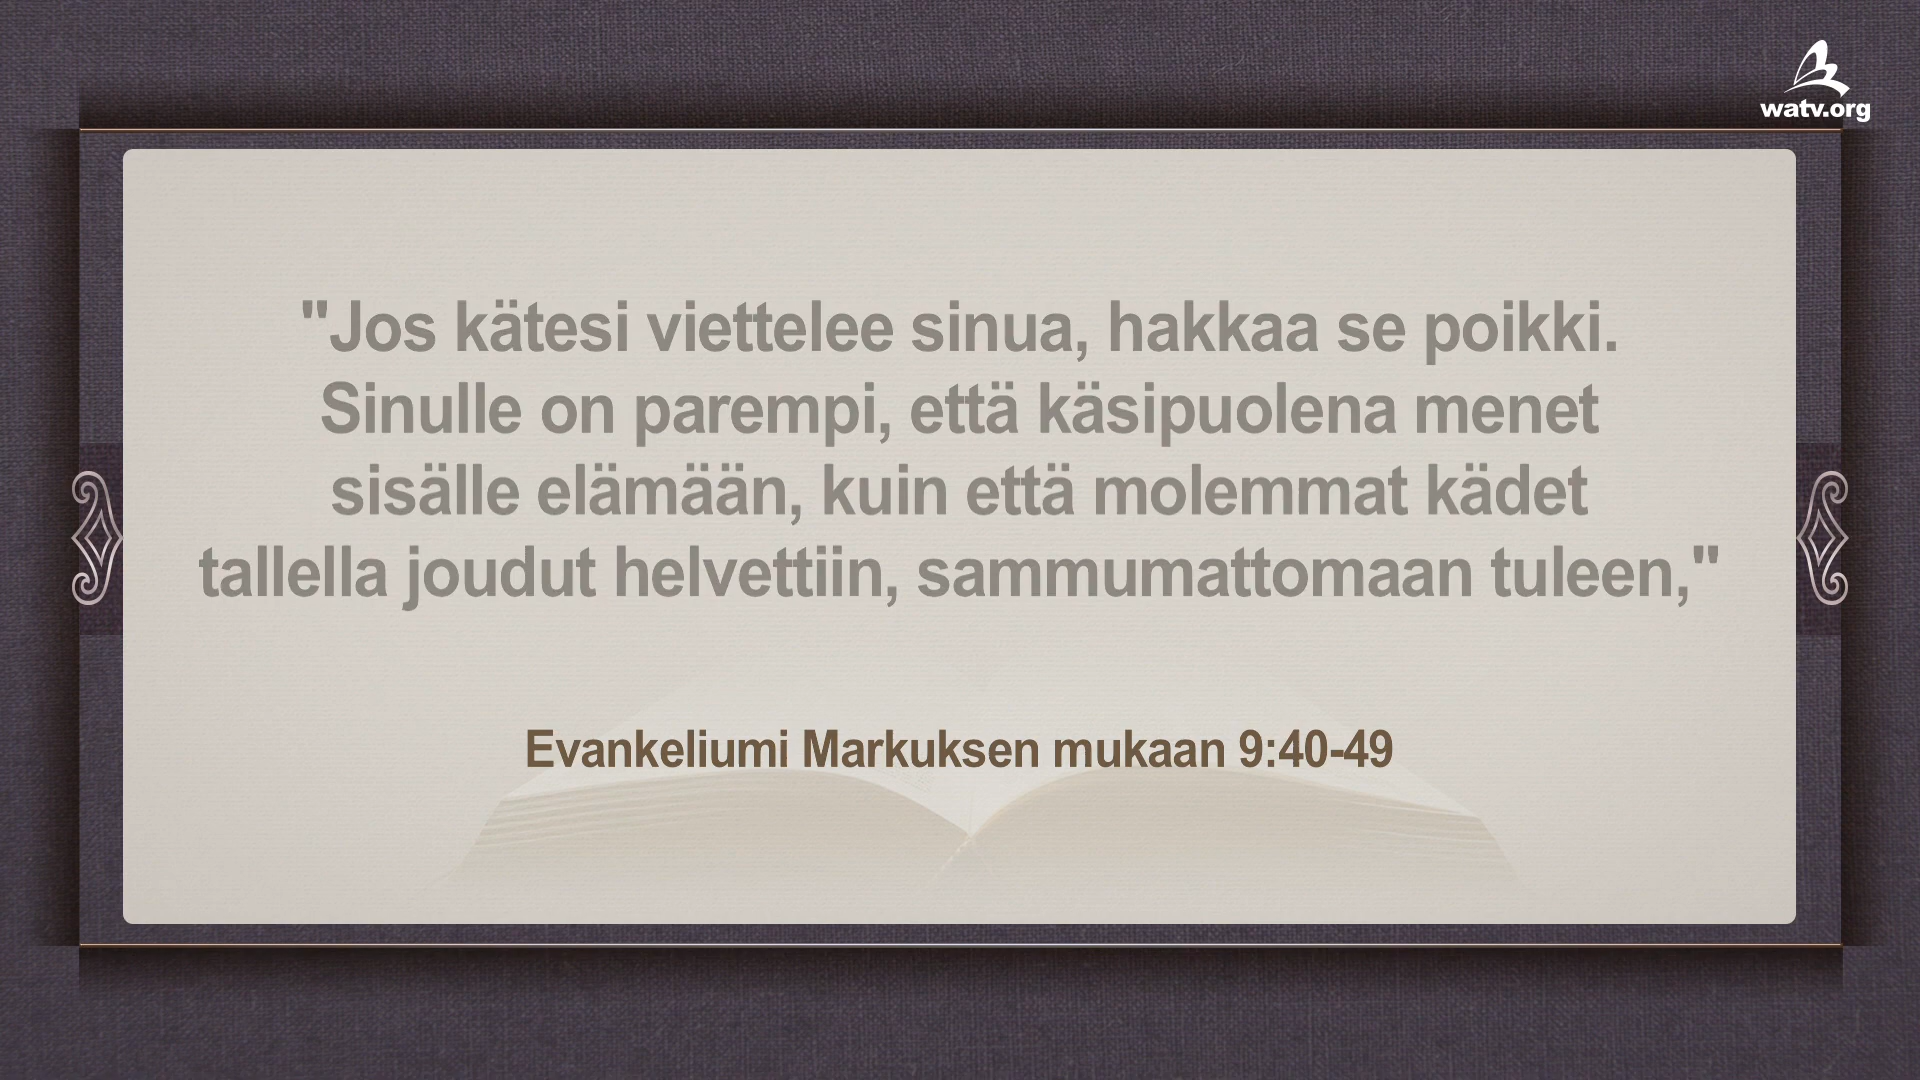 watv.org
"Jos kätesi viettelee sinua, hakkaa se poikki.
Sinulle on parempi, että käsipuolena menet
sisälle elämään, kuin että molemmat kädet
tallella joudut helvettiin, sammumattomaan tuleen,"
Evankeliumi Markuksen mukaan 9:40-49